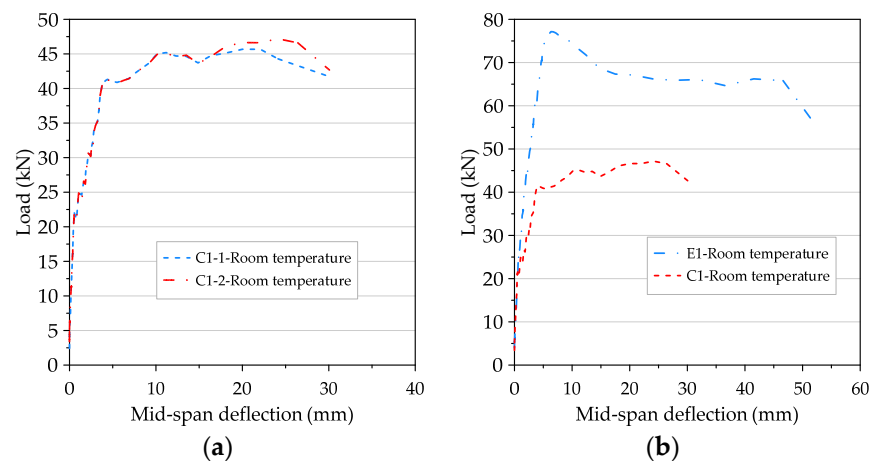 50
45
40
35
30
25
20
15
10
5
0
Load (kN)
C1-1-Room temperature
C1-2-Room temperature
0 10 20 30 40
Mid-span deflection (mm)
(a)
80
70
60
50
40
30
20
10
0
Load (kN)
E1-Room temperature
C1-Room temperature
0 10 20 30 40 50 60
Mid-span deflection (mm)
(b)